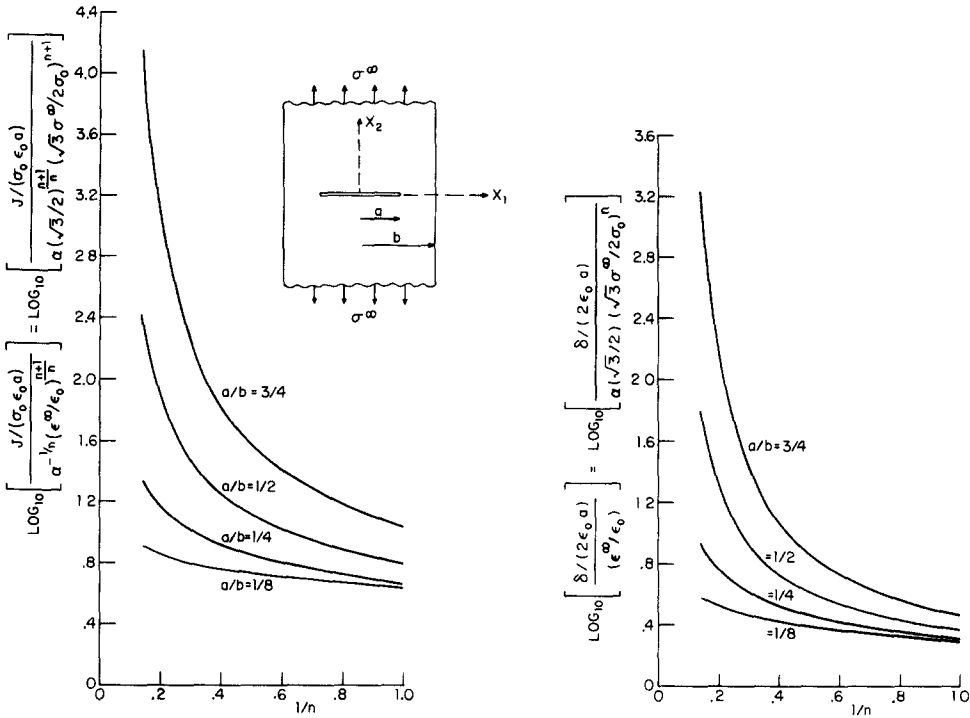 LOG₁₀[J/(σ₀ ϵ₀ a) / α^{-1/n}(ϵ^∞/ϵ₀)^{(n+1)/n}] = LOG₁₀[J/(σ₀ ϵ₀ a) / α(√3/2)^{(n+1)/n}(√3 σ^∞/2σ₀)^{n+1}]
4.4
4.0
3.6
3.2
2.8
2.4
2.0
1.6
1.2
.8
.4
0
0 .2 .4 .6 .8 1.0
1/n
a/b = 3/4
a/b=1/2
a/b=1/4
a/b=1/8
σ^∞
X₂
X₁
a
b
σ^∞
LOG₁₀[δ/(2ϵ₀ a) / (ϵ^∞/ϵ₀)] = LOG₁₀[δ/(2ϵ₀ a) / α(√3/2)(√3 σ^∞/2σ₀)^n]
3.6
3.2
2.8
2.4
2.0
1.6
1.2
.8
.4
0
0 .2 .4 .6 .8 1.0
1/n
a/b=3/4
=1/2
=1/4
=1/8